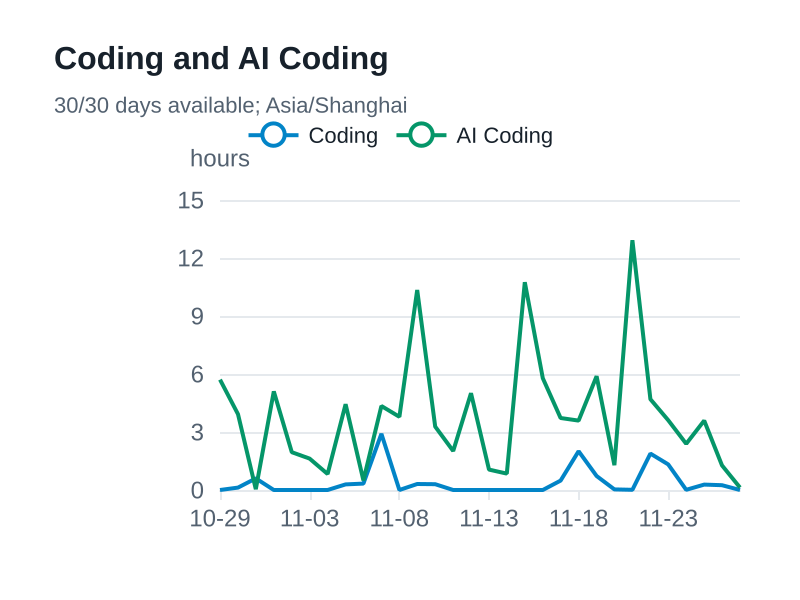 Coding and AI Coding
30/30 days available; Asia/Shanghai
Coding AI Coding
hours
15
12
9
6
3
0
10-29 11-03 11-08 11-13 11-18 11-23